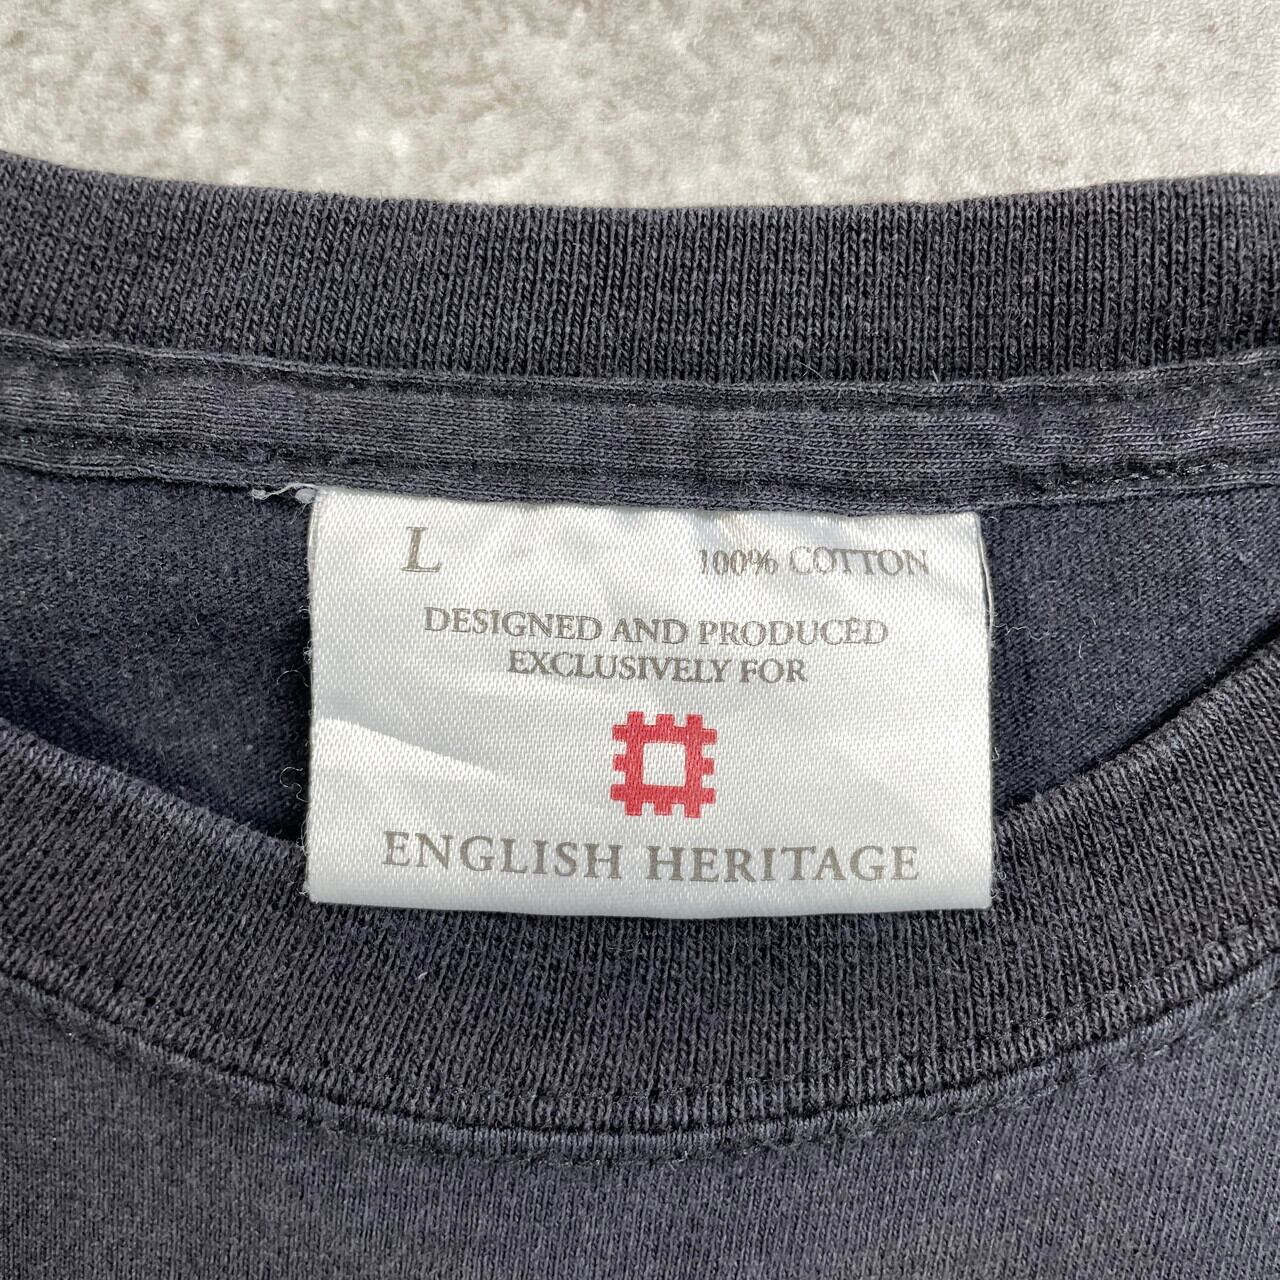 L 100% COTTON
DESIGNED AND PRODUCED
EXCLUSIVELY FOR
ENGLISH HERITAGE